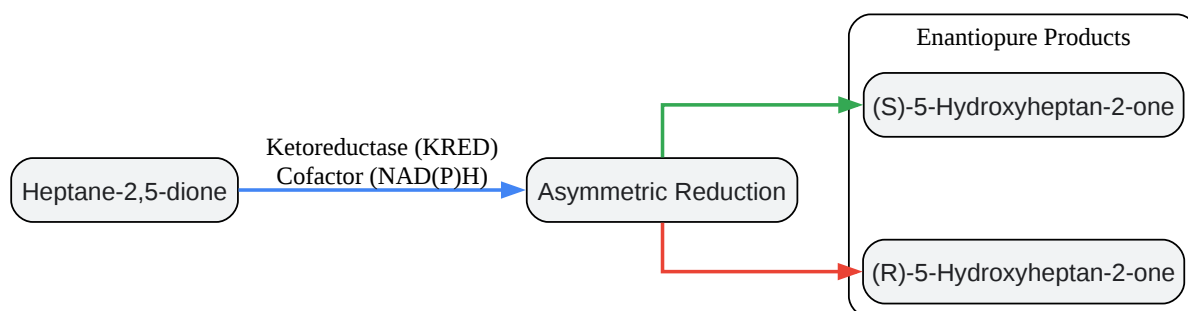 Enantiopure Products
(S)-5-Hydroxyheptan-2-one
Ketoreductase (KRED)
Cofactor (NAD(P)H)
Heptane-2,5-dione
Asymmetric Reduction
(R)-5-Hydroxyheptan-2-one